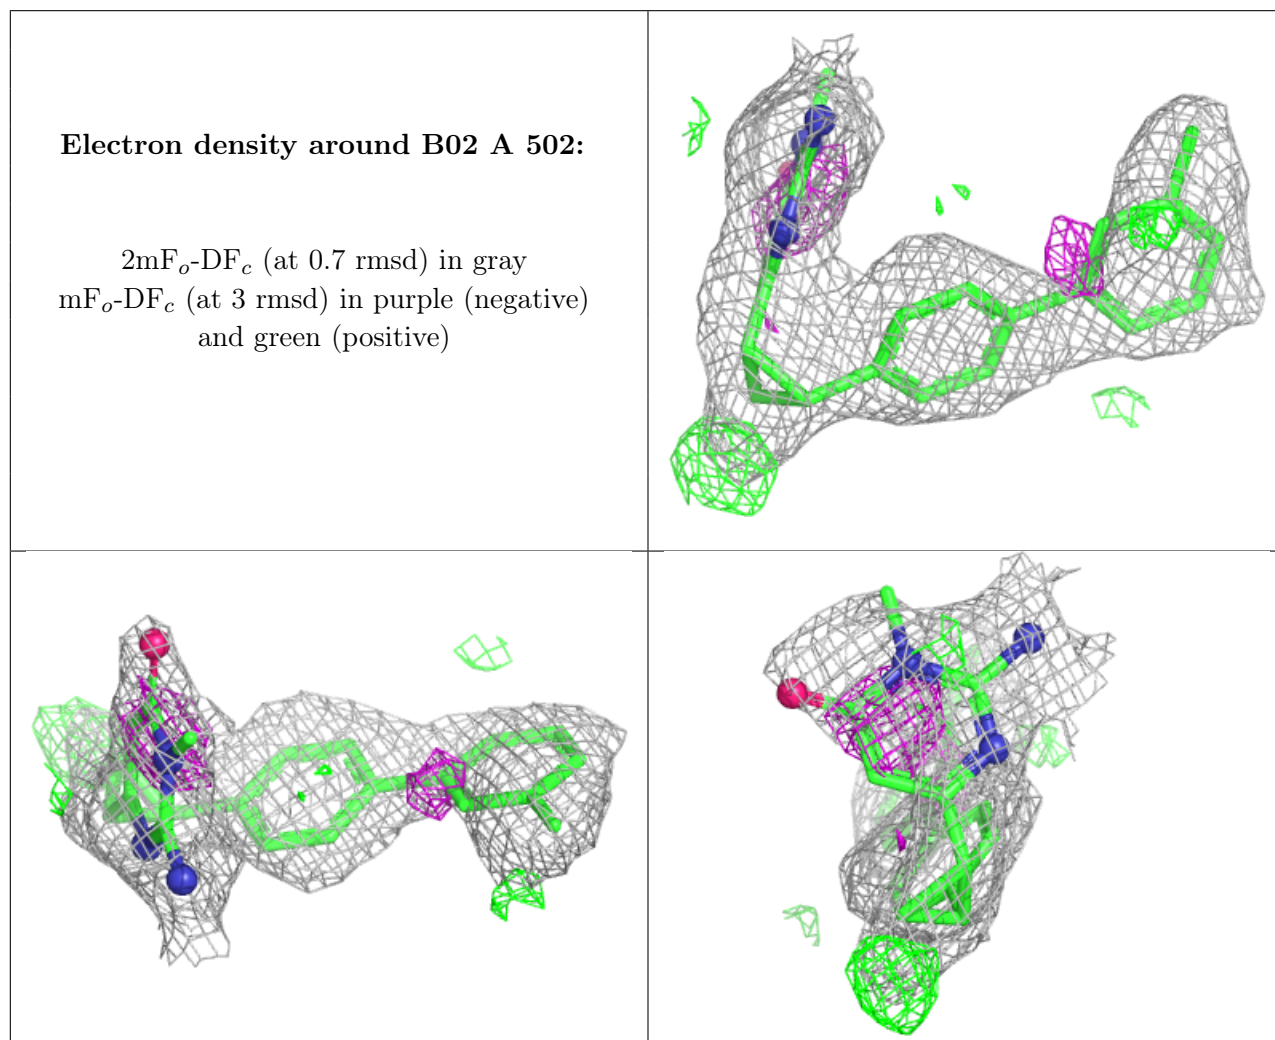 Electron density around B02 A 502:
2mFo-DFc (at 0.7 rmsd) in gray
mFo-DFc (at 3 rmsd) in purple (negative)
and green (positive)